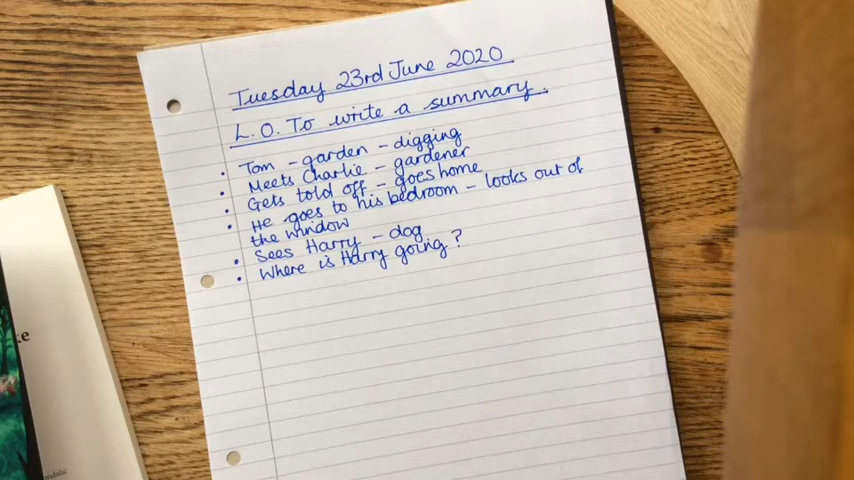 Tuesday 23rd June 2020
L.O. To write a summary.
• Tom - garden - digging
• Meets Charlie - gardener
• Gets told off - goes home
• He goes to his bedroom - looks out of
the window
• Sees Harry - dog
• Where is Harry going?